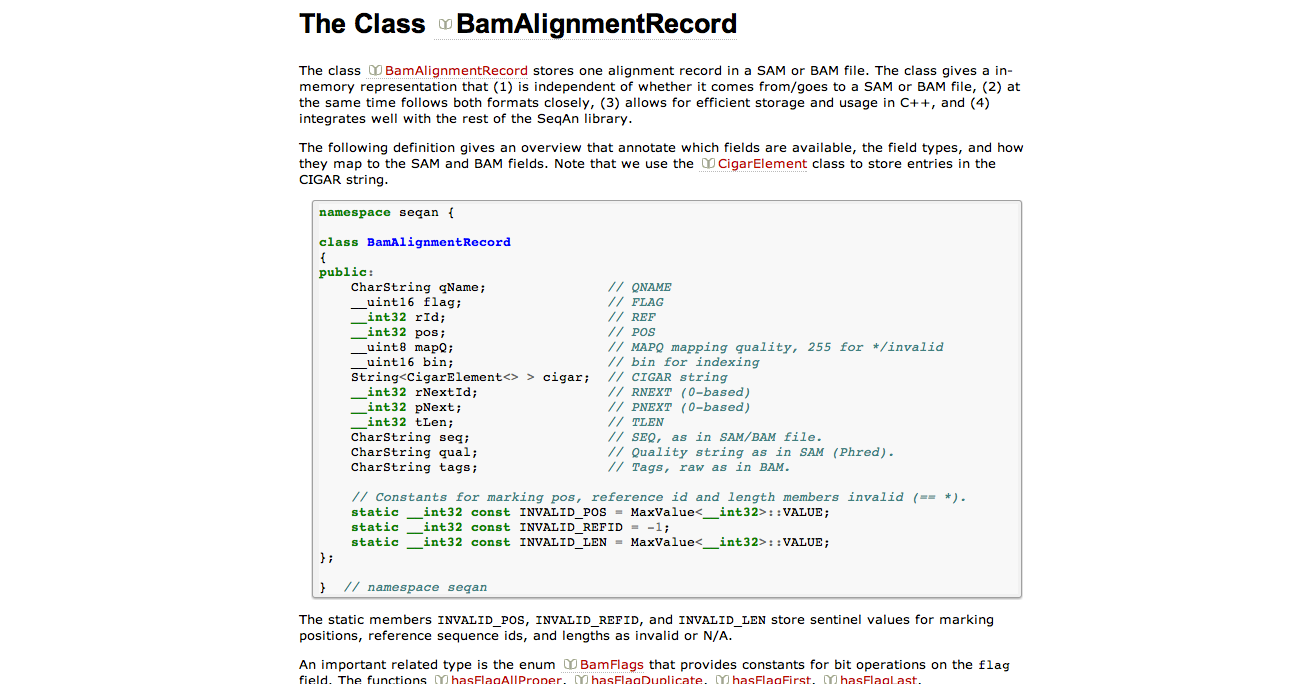 The Class BamAlignmentRecord
The class BamAlignmentRecord stores one alignment record in a SAM or BAM file. The class gives a in-
memory representation that (1) is independent of whether it comes from/goes to a SAM or BAM file, (2) at
the same time follows both formats closely, (3) allows for efficient storage and usage in C++, and (4)
integrates well with the rest of the SeqAn library.
The following definition gives an overview that annotate which fields are available, the field types, and how
they map to the SAM and BAM fields. Note that we use the CigarElement class to store entries in the
CIGAR string.
namespace seqan {
class BamAlignmentRecord
{
public:
CharString qName; // QNAME
__uint16 flag; // FLAG
__int32 rId; // REF
__int32 pos; // POS
__uint8 mapQ; // MAPQ mapping quality, 255 for */invalid
__uint16 bin; // bin for indexing
String<CigarElement<> > cigar; // CIGAR string
__int32 rNextId; // RNEXT (0-based)
__int32 pNext; // PNEXT (0-based)
__int32 tLen; // TLEN
CharString seq; // SEQ, as in SAM/BAM file.
CharString qual; // Quality string as in SAM (Phred).
CharString tags; // Tags, raw as in BAM.
// Constants for marking pos, reference id and length members invalid (== *).
static __int32 const INVALID_POS = MaxValue<__int32>::VALUE;
static __int32 const INVALID_REFID = -1;
static __int32 const INVALID_LEN = MaxValue<__int32>::VALUE;
};
} // namespace seqan
The static members INVALID_POS, INVALID_REFID, and INVALID_LEN store sentinel values for marking
positions, reference sequence ids, and lengths as invalid or N/A.
An important related type is the enum BamFlags that provides constants for bit operations on the flag
field. The functions hasFlagAllProper, hasFlagDuplicate, hasFlagFirst, hasFlagLast,